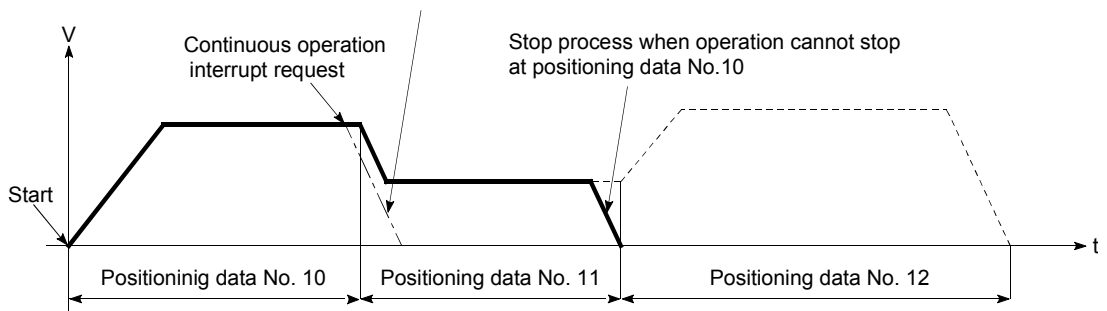 V
Continuous operation
interrupt request
Stop process when operation cannot stop
at positioning data No.10
Start
t
Positioninig data No. 10
Positioning data No. 11
Positioning data No. 12